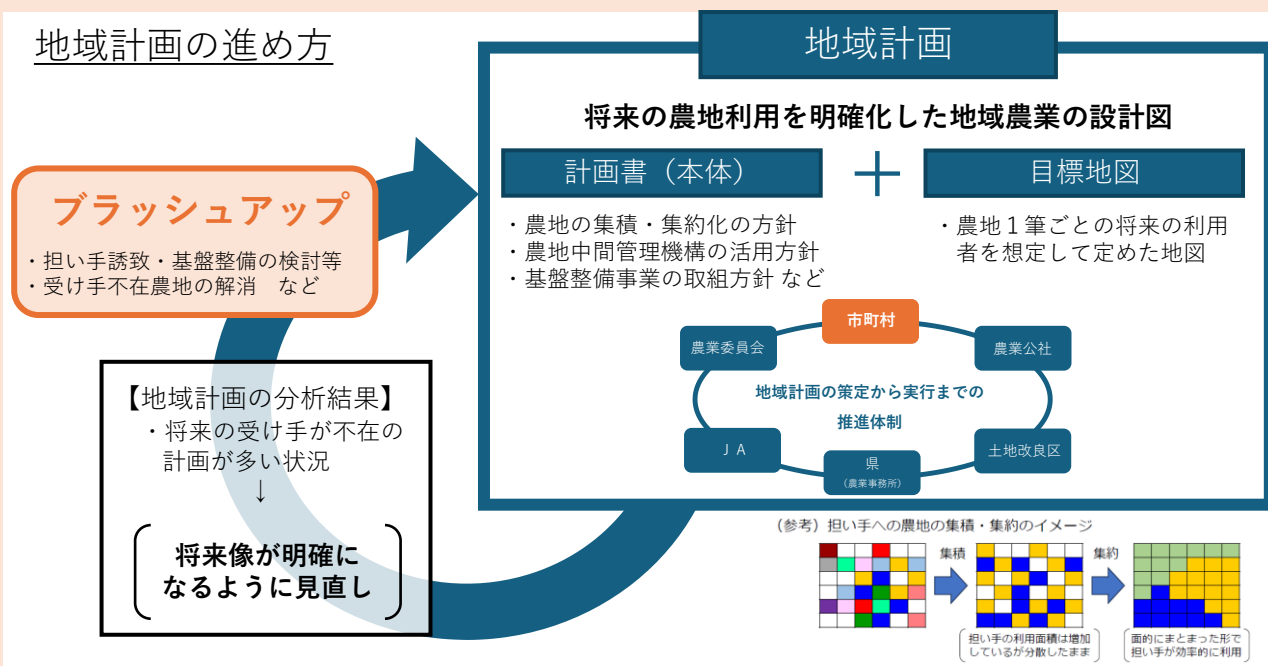 地域計画の進め方
地域計画
将来の農地利用を明確化した地域農業の設計図
計画書（本体）
＋
目標地図
・農地の集積・集約化の方針
・農地中間管理機構の活用方針
・基盤整備事業の取組方針 など
・農地１筆ごとの将来の利用
者を想定して定めた地図
市町村
農業委員会
農業公社
地域計画の策定から実行までの
推進体制
ＪＡ
県
（農業事務所）
土地改良区
ブラッシュアップ
・担い手誘致・基盤整備の検討等
・受け手不在農地の解消　など
【地域計画の分析結果】
・将来の受け手が不在の
計画が多い状況
↓
将来像が明確に
なるように見直し
（参考）担い手への農地の集積・集約のイメージ
集積
集約
担い手の利用面積は増加
しているが分散したまま
面的にまとまった形で
担い手が効率的に利用